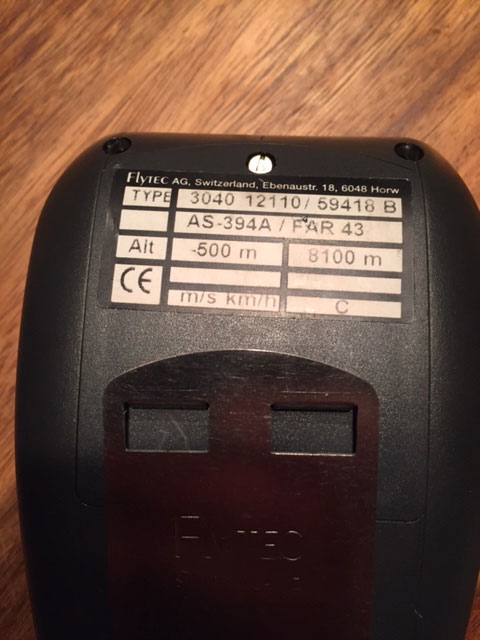 FLYTEC AG, Switzerland, Ebenaustr. 18, 6048 Horw
TYPE 3040 12110/ 59418 B
AS-394A / FAR 43
Alt -500 m 8100 m
CE
m/s km/h C
FLYTEC